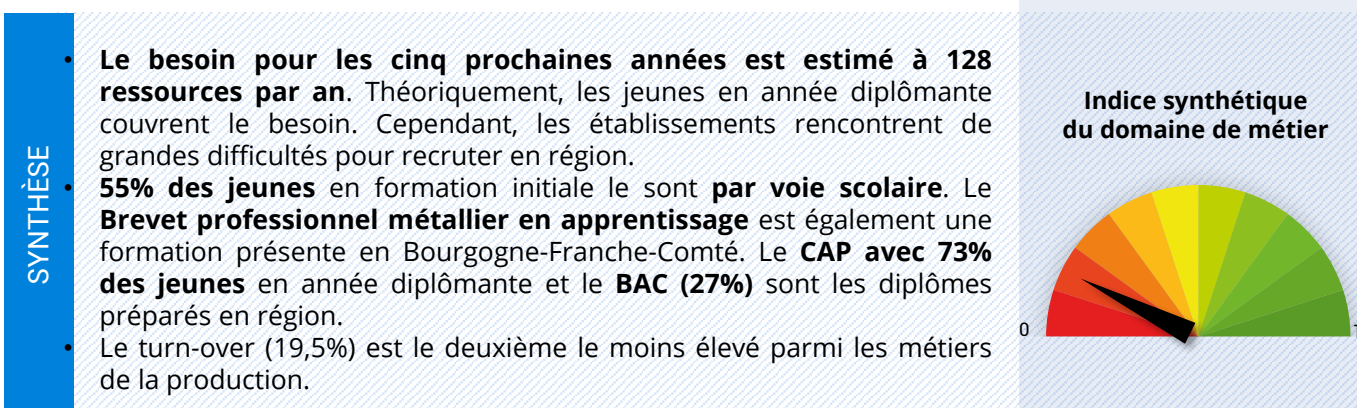 SYNTHÈSE
• Le besoin pour les cinq prochaines années est estimé à 128
ressources par an. Théoriquement, les jeunes en année diplômante
couvrent le besoin. Cependant, les établissements rencontrent de
grandes difficultés pour recruter en région.
• 55% des jeunes en formation initiale le sont par voie scolaire. Le
Brevet professionnel métallier en apprentissage est également une
formation présente en Bourgogne-Franche-Comté. Le CAP avec 73%
des jeunes en année diplômante et le BAC (27%) sont les diplômes
préparés en région.
• Le turn-over (19,5%) est le deuxième le moins élevé parmi les métiers
de la production.
Indice synthétique
du domaine de métier
0